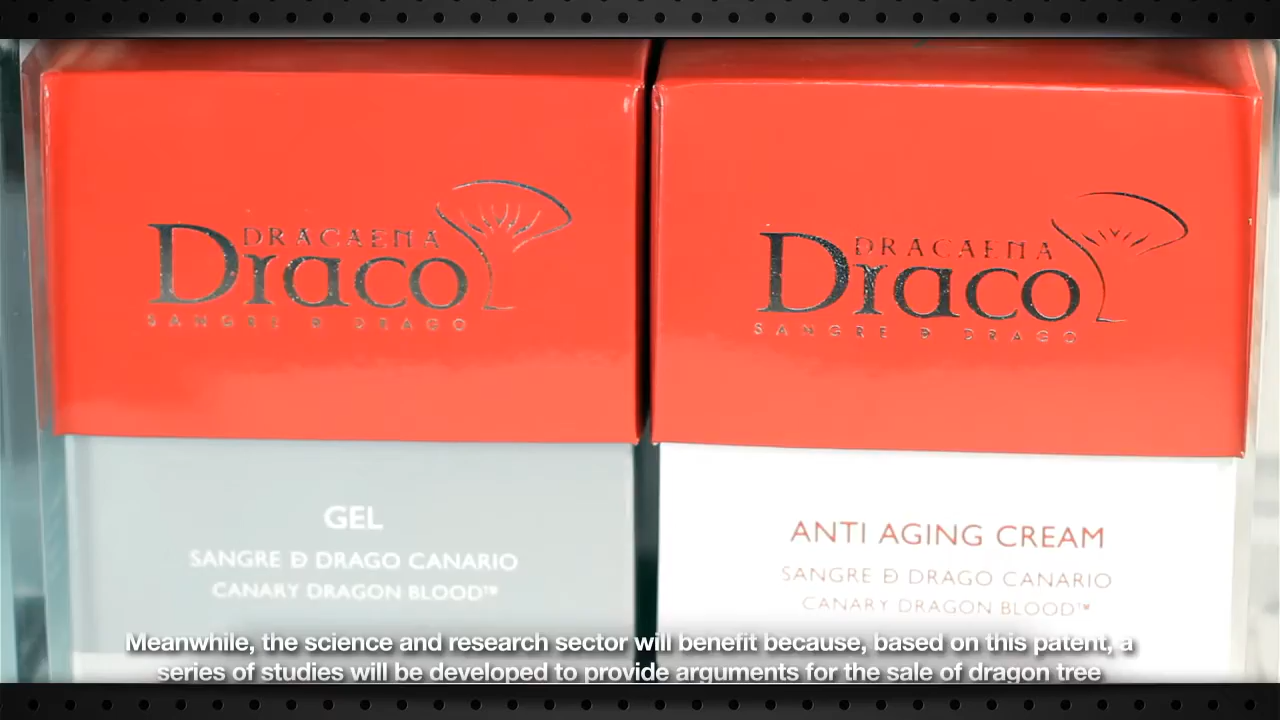 DRACAENA
Draco
SANGRE Đ DRAGO
GEL
SANGRE Đ DRAGO CANARIO
CANARY DRAGON BLOOD™
DRACAENA
Draco
SANGRE Đ DRAGO
ANTI AGING CREAM
SANGRE Đ DRAGO CANARIO
CANARY DRAGON BLOOD™
Meanwhile, the science and research sector will benefit because, based on this patent, a
series of studies will be developed to provide arguments for the sale of dragon tree